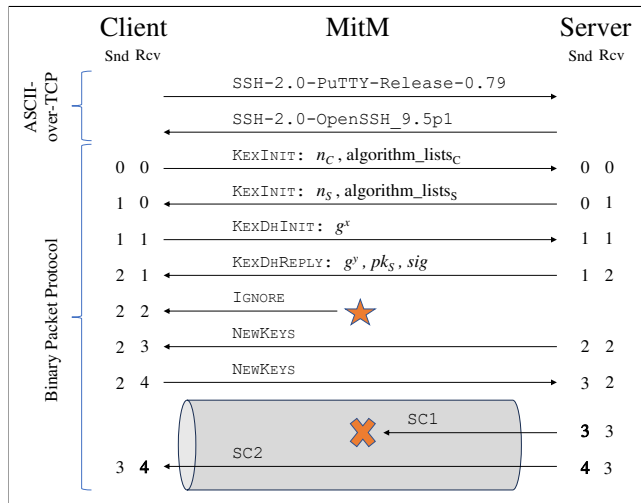 Client MitM Server
Snd Rcv Snd Rcv
ASCII-over-TCP
SSH-2.0-PuTTY-Release-0.79
SSH-2.0-OpenSSH_9.5p1
Binary Packet Protocol
0 0 KEXINIT: n_C, algorithm_lists_C 0 0
1 0 KEXINIT: n_S, algorithm_lists_S 0 1
1 1 KEXDHINIT: g^x 1 1
2 1 KEXDHREPLY: g^y, pk_S, sig 1 2
2 2 IGNORE
2 3 NEWKEYS 2 2
2 4 NEWKEYS 3 2
SC1 3 3
3 4 SC2 4 3